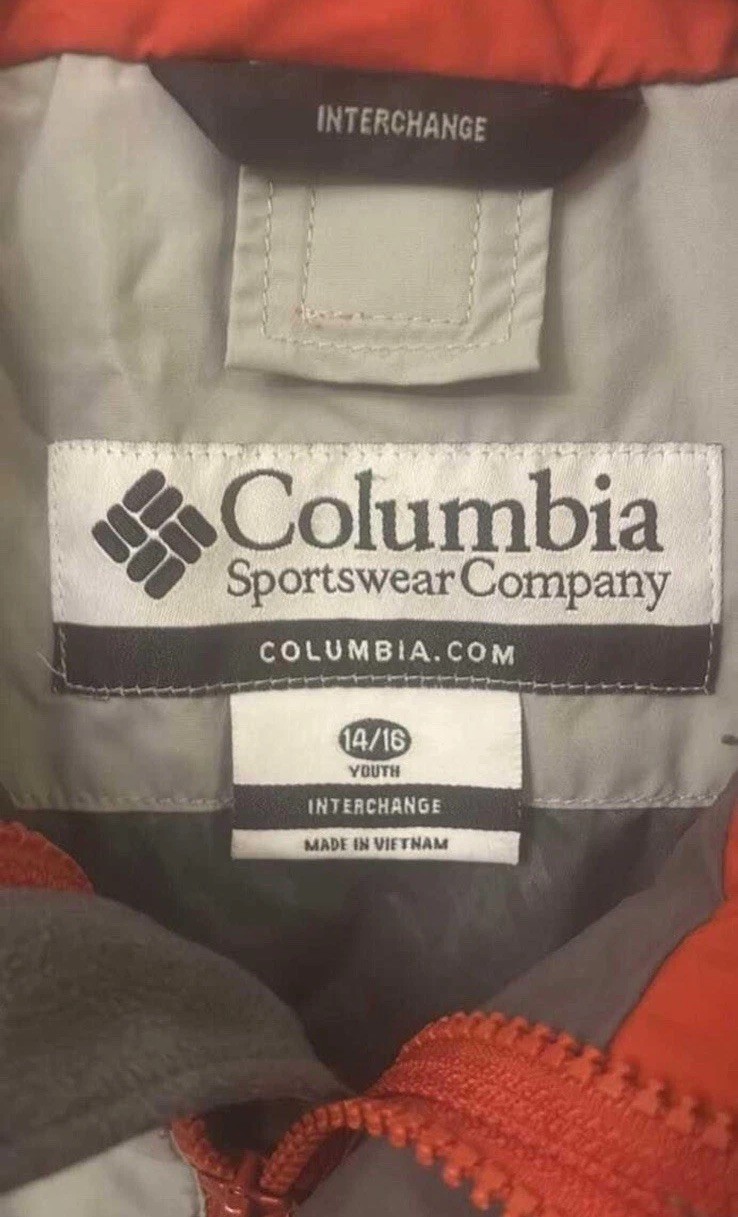 INTERCHANGE
Columbia
Sportswear Company
COLUMBIA.COM
14/16
YOUTH
INTERCHANGE
MADE IN VIETNAM